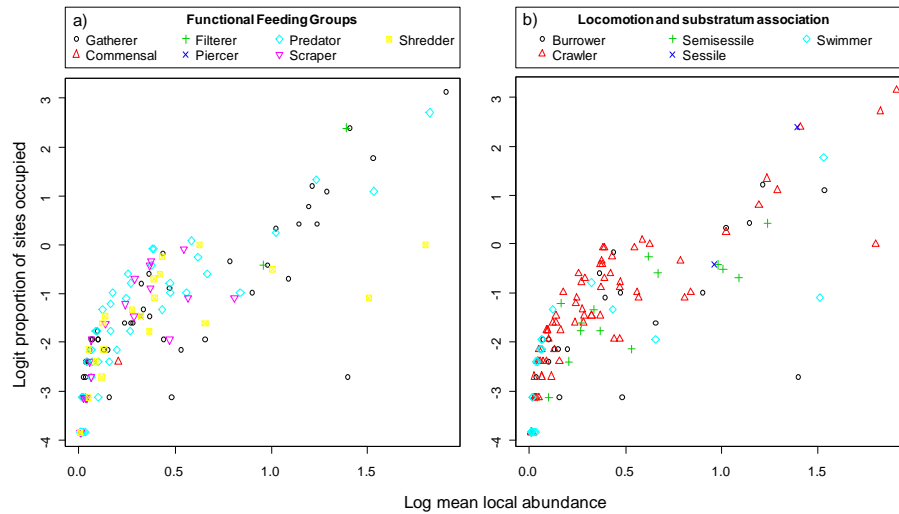 a) Functional Feeding Groups
Gatherer Filterer Predator Shredder
Commensal Piercer Scraper
b) Locomotion and substratum association
Burrower Semisessile Swimmer
Crawler Sessile
Logit proportion of sites occupied
3
2
1
0
-1
-2
-3
-4
0.0 0.5 1.0 1.5
3
2
1
0
-1
-2
-3
-4
0.0 0.5 1.0 1.5
Log mean local abundance